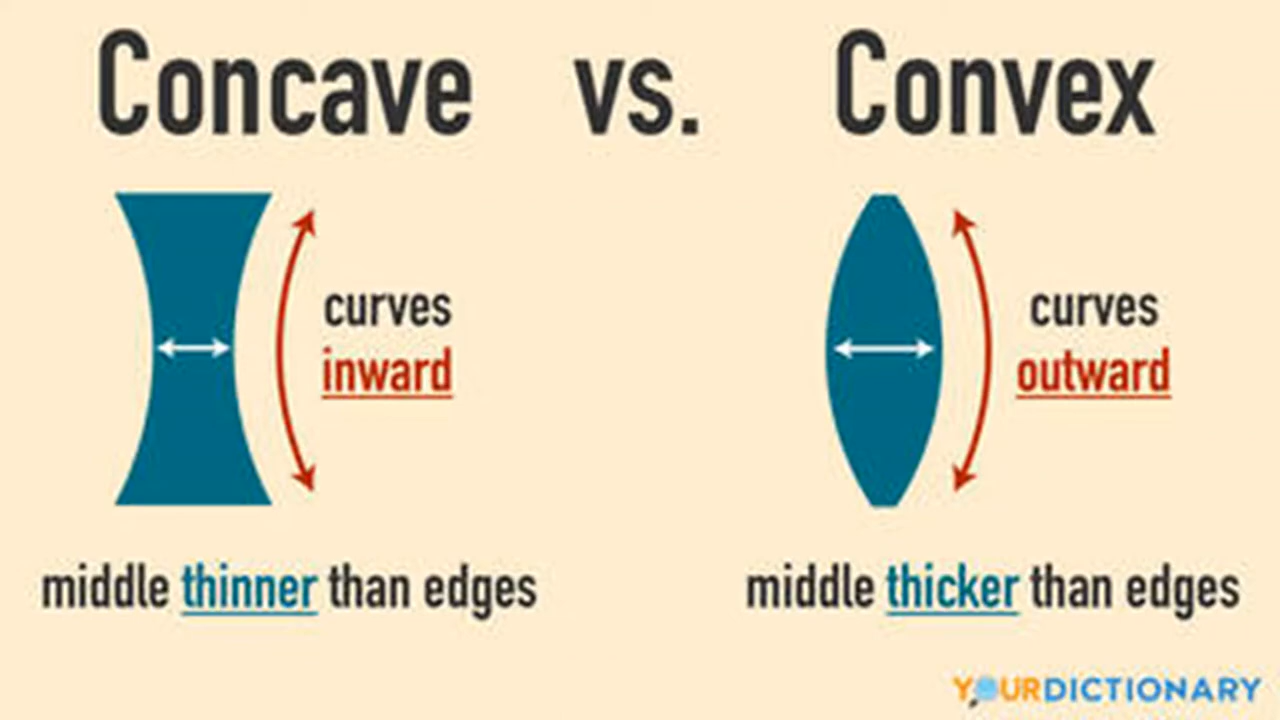 Concave vs. Convex
curves
inward
curves
outward
middle thinner than edges
middle thicker than edges
YOURDICTIONARY